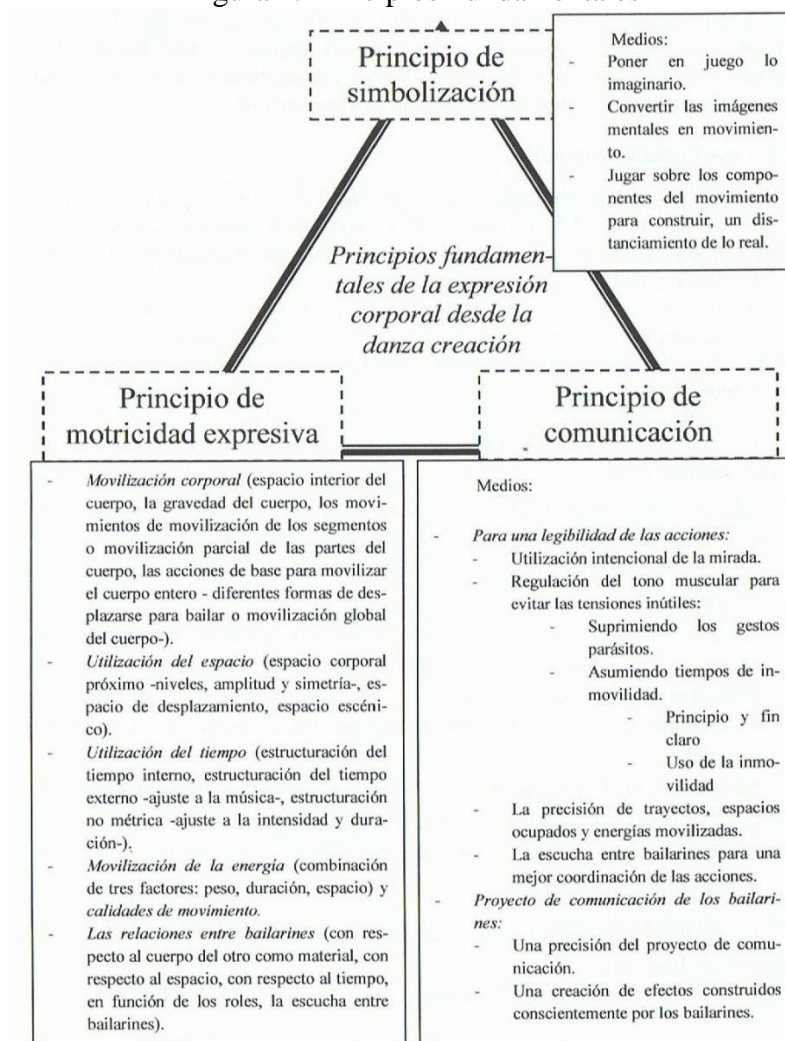 Principio de
simbolización
Medios:
- Poner en juego lo
imaginario.
- Convertir las imágenes
mentales en movimien-
to.
- Jugar sobre los compo-
nentes del movimiento
para construir, un dis-
tanciamiento de lo real.
Principios fundamen-
tales de la expresión
corporal desde la
danza creación
Principio de
motricidad expresiva
- Movilización corporal (espacio interior del
cuerpo, la gravedad del cuerpo, los movi-
mientos de movilización de los segmentos
o movilización parcial de las partes del
cuerpo, las acciones de base para movilizar
el cuerpo entero - diferentes formas de des-
plazarse para bailar o movilización global
del cuerpo-).
- Utilización del espacio (espacio corporal
próximo -niveles, amplitud y simetría-, es-
pacio de desplazamiento, espacio escéni-
co).
- Utilización del tiempo (estructuración del
tiempo interno, estructuración del tiempo
externo -ajuste a la música-, estructuración
no métrica -ajuste a la intensidad y dura-
ción-).
- Movilización de la energía (combinación
de tres factores: peso, duración, espacio) y
calidades de movimiento.
- Las relaciones entre bailarines (con res-
pecto al cuerpo del otro como material, con
respecto al espacio, con respecto al tiempo,
en función de los roles, la escucha entre
bailarines).
Principio de
comunicación
Medios:
- Para una legibilidad de las acciones:
- Utilización intencional de la mirada.
- Regulación del tono muscular para
evitar las tensiones inútiles:
- Suprimiendo los gestos
parásitos.
- Asumiendo tiempos de in-
movilidad.
- Principio y fin
claro
- Uso de la inmo-
vilidad
- La precisión de trayectos, espacios
ocupados y energías movilizadas.
- La escucha entre bailarines para una
mejor coordinación de las acciones.
- Proyecto de comunicación de los bailari-
nes:
- Una precisión del proyecto de comu-
nicación.
- Una creación de efectos construidos
conscientemente por los bailarines.